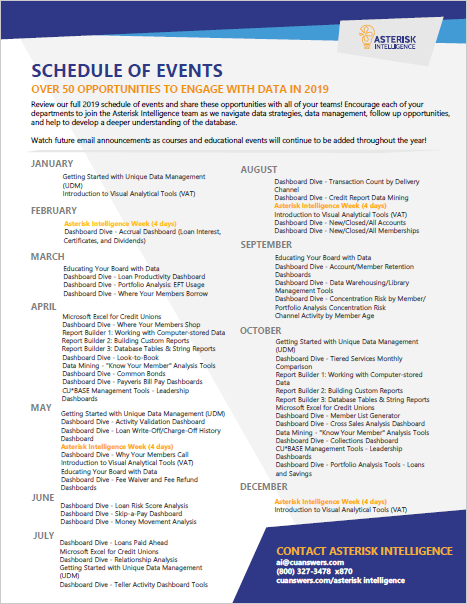 ASTERISK
INTELLIGENCE
SCHEDULE OF EVENTS
OVER 50 OPPORTUNITIES TO ENGAGE WITH DATA IN 2019
Review our full 2019 schedule of events and share these opportunities with all of your teams! Encourage each of your
departments to join the Asterisk Intelligence team as we navigate data strategies, data management, follow up opportunities,
and help to develop a deeper understanding of the database.
Watch future email announcements as courses and educational events will continue to be added throughout the year!
JANUARY
Getting Started with Unique Data Management
(UDM)
Introduction to Visual Analytical Tools (VAT)
FEBRUARY
Asterisk Intelligence Week (4 days)
Dashboard Dive - Accrual Dashboard (Loan Interest,
Certificates, and Dividends)
MARCH
Educating Your Board with Data
Dashboard Dive - Loan Productivity Dashboard
Dashboard Dive - Portfolio Analysis: EFT Usage
Dashboard Dive - Where Your Members Borrow
APRIL
Microsoft Excel for Credit Unions
Dashboard Dive - Where Your Members Shop
Report Builder 1: Working with Computer-stored Data
Report Builder 2: Building Custom Reports
Report Builder 3: Database Tables & String Reports
Dashboard Dive - Look-to-Book
Data Mining - "Know Your Member" Analysis Tools
Dashboard Dive - Common Bonds
Dashboard Dive - Payveris Bill Pay Dashboards
CU*BASE Management Tools - Leadership
Dashboards
MAY
Getting Started with Unique Data Management (UDM)
Dashboard Dive - Activity Validation Dashboard
Dashboard Dive - Loan Write-Off/Charge-Off History
Dashboard
Asterisk Intelligence Week (4 days)
Dashboard Dive - Why Your Members Call
Introduction to Visual Analytical Tools (VAT)
Educating Your Board with Data
Dashboard Dive - Fee Waiver and Fee Refund
Dashboards
JUNE
Dashboard Dive - Loan Risk Score Analysis
Dashboard Dive - Skip-a-Pay Dashboard
Dashboard Dive - Money Movement Analysis
JULY
Dashboard Dive - Loans Paid Ahead
Microsoft Excel for Credit Unions
Dashboard Dive - Relationship Analysis
Getting Started with Unique Data Management (UDM)
Dashboard Dive - Teller Activity Dashboard Tools
AUGUST
Dashboard Dive - Transaction Count by Delivery
Channel
Dashboard Dive - Credit Report Data Mining
Asterisk Intelligence Week (4 days)
Introduction to Visual Analytical Tools (VAT)
Dashboard Dive - New/Closed/All Accounts
Dashboard Dive - New/Closed/All Memberships
SEPTEMBER
Educating Your Board with Data
Dashboard Dive - Account/Member Retention
Dashboards
Dashboard Dive - Data Warehousing/Library
Management Tools
Dashboard Dive - Concentration Risk by Member/
Portfolio Analysis Concentration Risk
Channel Activity by Member Age
OCTOBER
Getting Started with Unique Data Management
(UDM)
Dashboard Dive - Tiered Services Monthly
Comparison
Report Builder 1: Working with Computer-stored
Data
Report Builder 2: Building Custom Reports
Report Builder 3: Database Tables & String Reports
Microsoft Excel for Credit Unions
Dashboard Dive - Member List Generator
Dashboard Dive - Cross Sales Analysis Dashboard
Data Mining - "Know Your Member" Analysis Tools
Dashboard Dive - Collections Dashboard
CU*BASE Management Tools - Leadership
Dashboards
Dashboard Dive - Portfolio Analysis Tools - Loans
and Savings
DECEMBER
Asterisk Intelligence Week (4 days)
Introduction to Visual Analytical Tools (VAT)
CONTACT ASTERISK INTELLIGENCE
ai@cuanswers.com
(800) 327-3478 x870
cuanswers.com/asterisk intelligence